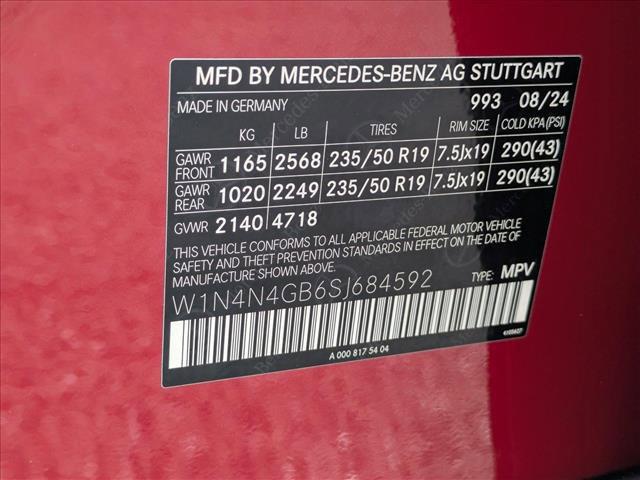 MFD BY MERCEDES-BENZ AG STUTTGART
MADE IN GERMANY 993 08/24
KG LB TIRES RIM SIZE COLD KPA(PSI)
GAWR FRONT 1165 2568 235/50 R19 7.5Jx19 290(43)
GAWR REAR 1020 2249 235/50 R19 7.5Jx19 290(43)
GVWR 2140 4718
THIS VEHICLE CONFORMS TO ALL APPLICABLE FEDERAL MOTOR VEHICLE
SAFETY AND THEFT PREVENTION STANDARDS IN EFFECT ON THE DATE OF
MANUFACTURE SHOWN ABOVE.
W1N4N4GB6SJ684592 TYPE: MPV
A 000 817 54 04